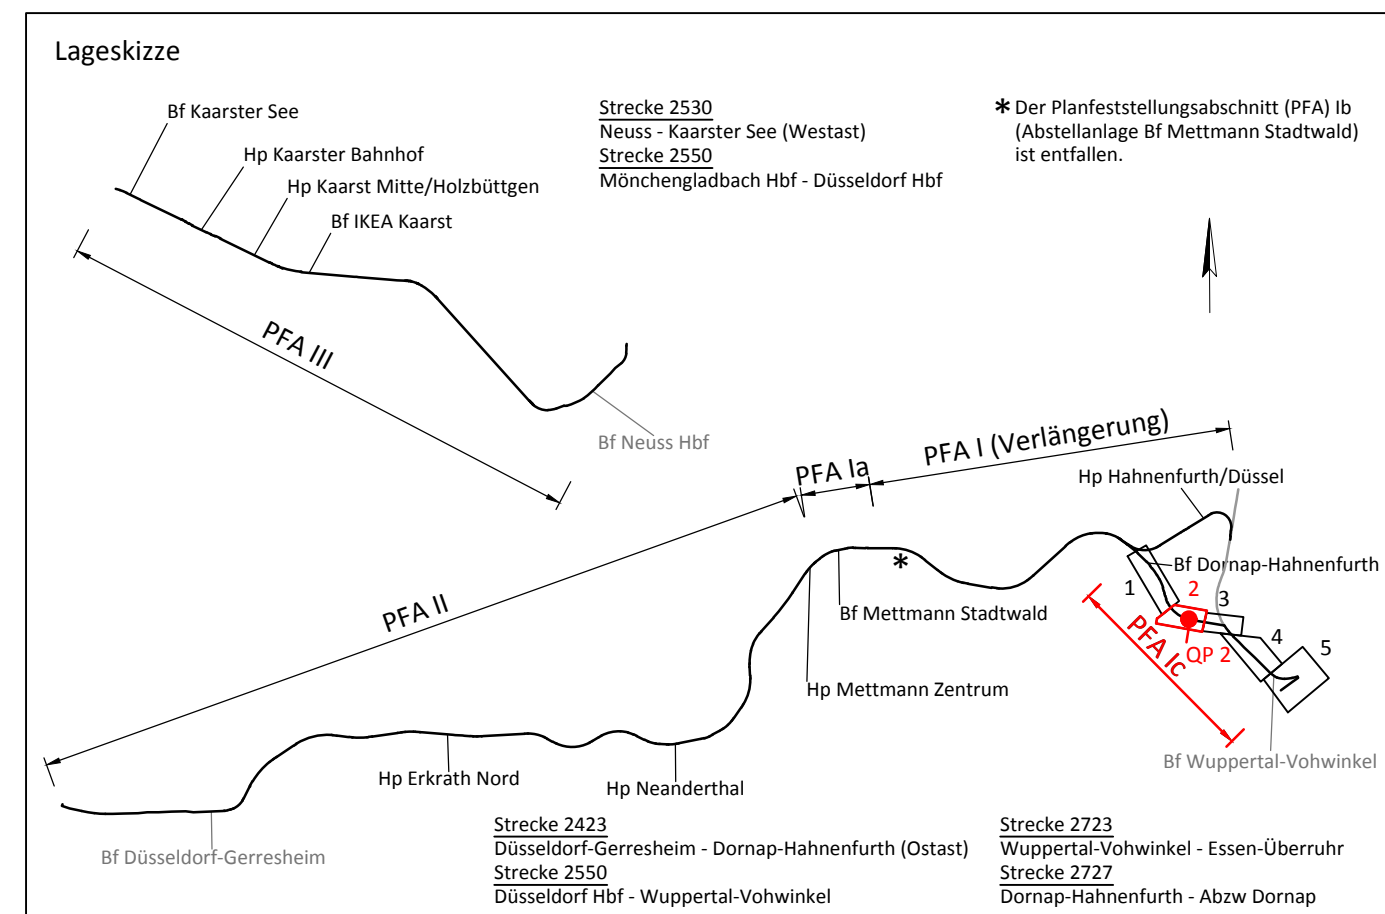 Lageskizze
Bf Kaarster See
Hp Kaarster Bahnhof
Hp Kaarst Mitte/Holzbüttgen
Bf IKEA Kaarst
Strecke 2530
Neuss - Kaarster See (Westast)
Strecke 2550
Mönchengladbach Hbf - Düsseldorf Hbf
* Der Planfeststellungsabschnitt (PFA) Ib
(Abstellanlage Bf Mettmann Stadtwald)
ist entfallen.
PFA III
Bf Neuss Hbf
PFA Ia
PFA I (Verlängerung)
Hp Hahnenfurth/Düssel
Bf Dornap-Hahnenfurth
*
1
2
3
4
5
QP 2
PFA Ic
PFA II
Bf Mettmann Stadtwald
Hp Mettmann Zentrum
Bf Wuppertal-Vohwinkel
Hp Erkrath Nord
Hp Neanderthal
Bf Düsseldorf-Gerresheim
Strecke 2423
Düsseldorf-Gerresheim - Dornap-Hahnenfurth (Ostast)
Strecke 2550
Düsseldorf Hbf - Wuppertal-Vohwinkel
Strecke 2723
Wuppertal-Vohwinkel - Essen-Überruhr
Strecke 2727
Dornap-Hahnenfurth - Abzw Dornap